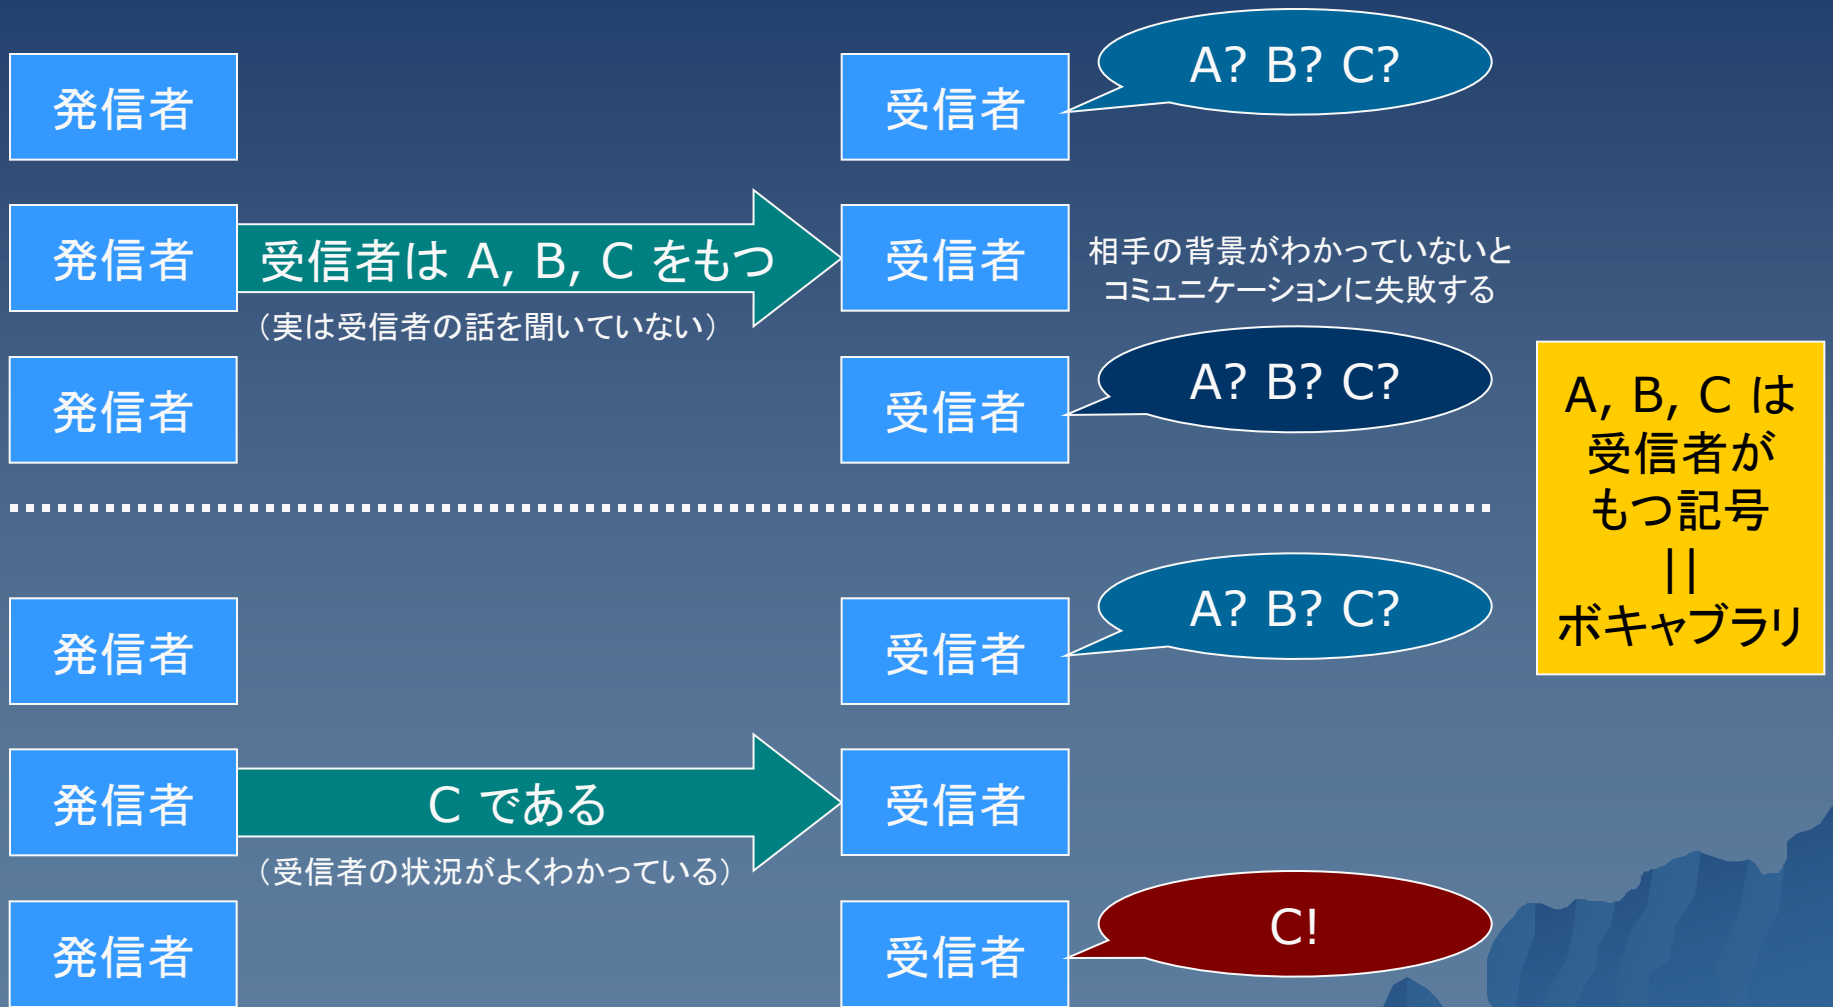 発信者
受信者
A? B? C?
発信者
受信者は A, B, C をもつ
(実は受信者の話を聞いていない)
受信者
相手の背景がわかっていないと
コミュニケーションに失敗する
発信者
受信者
A? B? C?
A, B, C は
受信者が
もつ記号
||
ボキャブラリ
発信者
受信者
A? B? C?
発信者
C である
(受信者の状況がよくわかっている)
受信者
発信者
受信者
C!